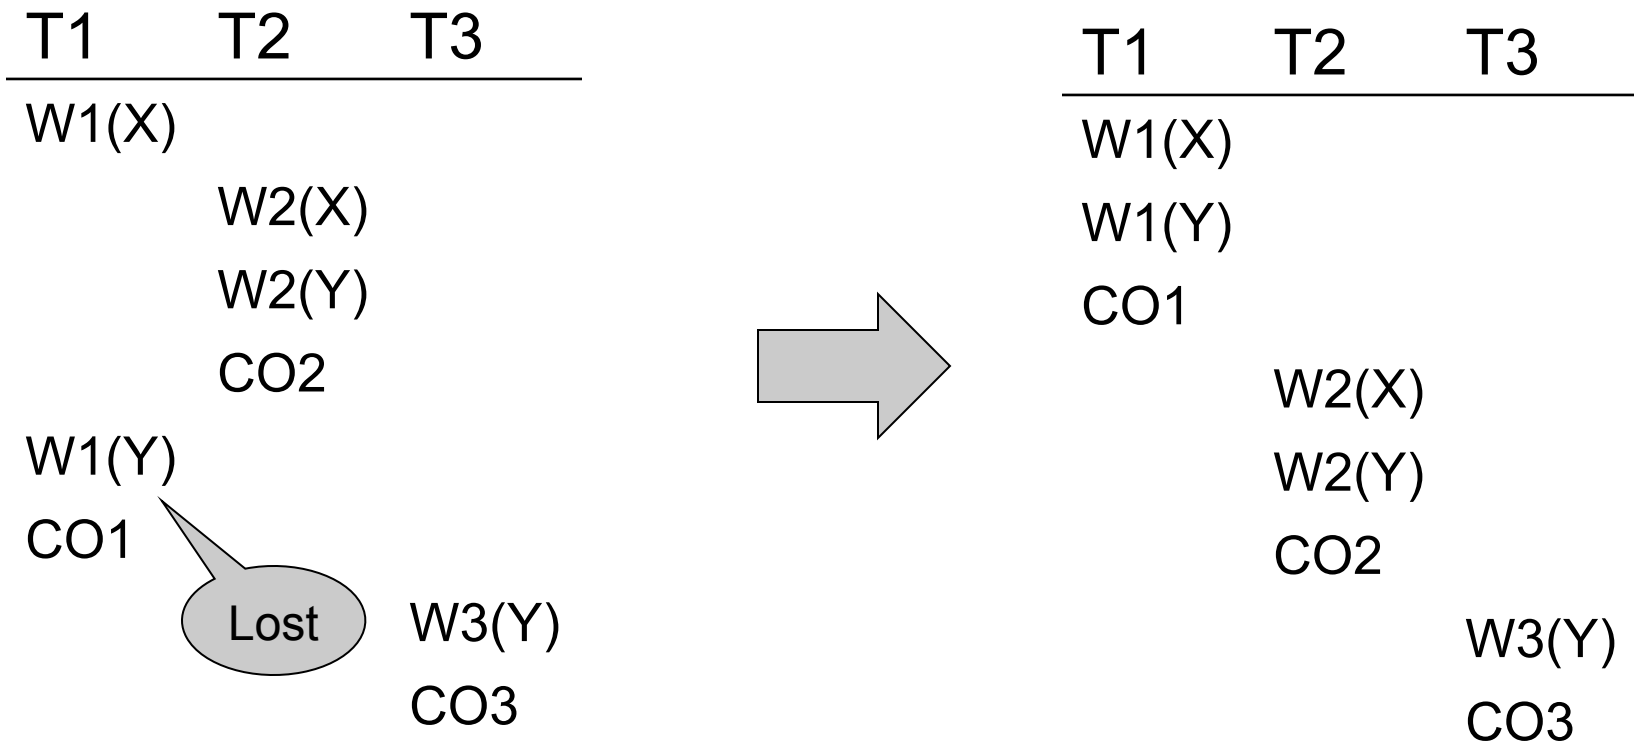 T1 T2 T3
W1(X)
W2(X)
W2(Y)
CO2
W1(Y)
CO1
Lost
W3(Y)
CO3
T1 T2 T3
W1(X)
W1(Y)
CO1
W2(X)
W2(Y)
CO2
W3(Y)
CO3